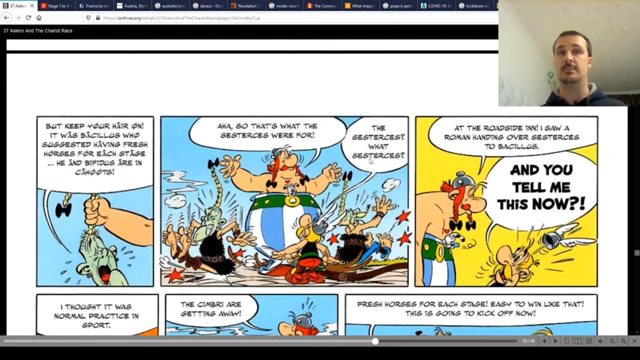 37 Asterix And The Chariot Race
BUT KEEP YOUR HAIR ON!
IT WAS BACILLUS WHO
SUGGESTED HAVING FRESH
HORSES FOR EACH STAGE
... HE AND BIFIDUS ARE IN
CAHOOTS!
AHA, SO THAT'S WHAT THE
SESTERCES WERE FOR!
THE
SESTERCES?
WHAT
SESTERCES?
AT THE ROADSIDE INN! I SAW A
ROMAN HANDING OVER SESTERCES
TO BACILLUS.
AND YOU
TELL ME
THIS NOW?!
I THOUGHT IT WAS
NORMAL PRACTICE IN
SPORT.
THE CIMBRI ARE
GETTING AWAY!
FRESH HORSES FOR EACH STAGE! EASY TO WIN LIKE THAT!
THIS IS GOING TO KICK OFF NOW!